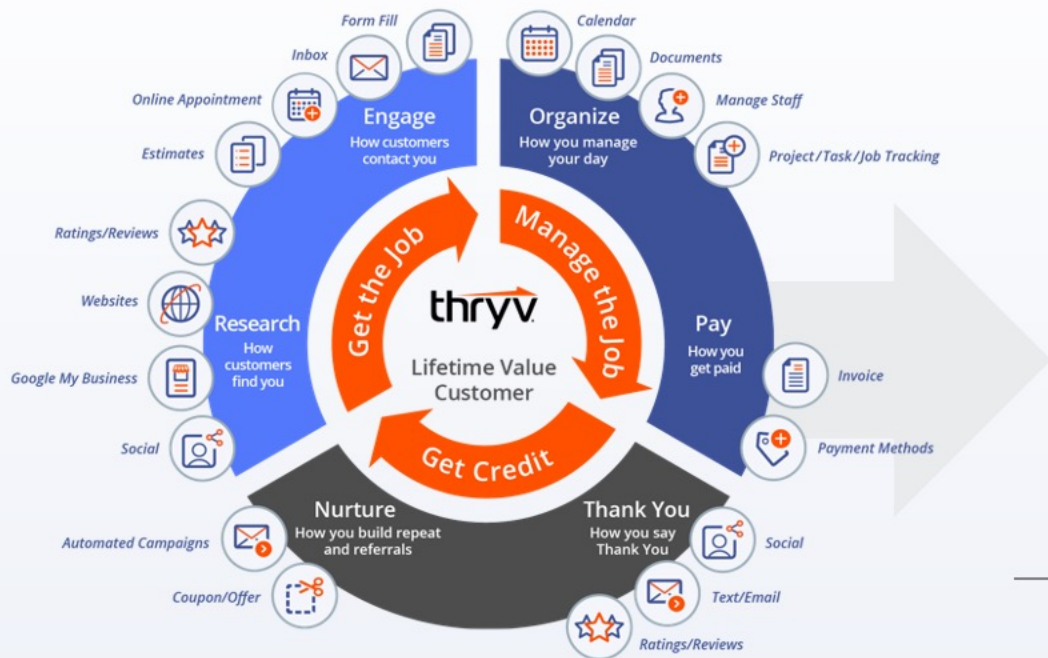 Form Fill
Inbox
Online Appointment
Estimates
Ratings/Reviews
Websites
Google My Business
Social
Calendar
Documents
Manage Staff
Project/Task/Job Tracking
Engage
How customers
contact you
Organize
How you manage
your day
Research
How
customers
find you
Pay
How you
get paid
Get the Job
Manage the Job
Get Credit
thryv
Lifetime Value
Customer
Invoice
Payment Methods
Nurture
How you build repeat
and referrals
Thank You
How you say
Thank You
Automated Campaigns
Coupon/Offer
Social
Text/Email
Ratings/Reviews